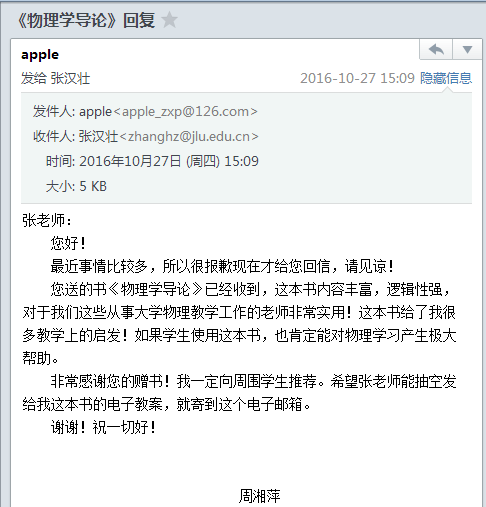 《物理学导论》回复
apple
发给 张汉壮 2016-10-27 15:09 隐藏信息
发件人: apple<apple_zxp@126.com>
收件人: 张汉壮<zhanghz@jlu.edu.cn>
时间: 2016年10月27日 (周四) 15:09
大小: 5 KB
张老师：
您好！
最近事情比较多，所以很报歉现在才给您回信，请见谅！
您送的书《物理学导论》已经收到，这本书内容丰富，逻辑性强，
对于我们这些从事大学物理教学工作的老师非常实用！这本书给了我很
多教学上的启发！如果学生使用这本书，也肯定能对物理学习产生极大
帮助。
非常感谢您的赠书！我一定向周围学生推荐。希望张老师能抽空发
给我这本书的电子教案，就寄到这个电子邮箱。
谢谢！祝一切好！
周湘萍